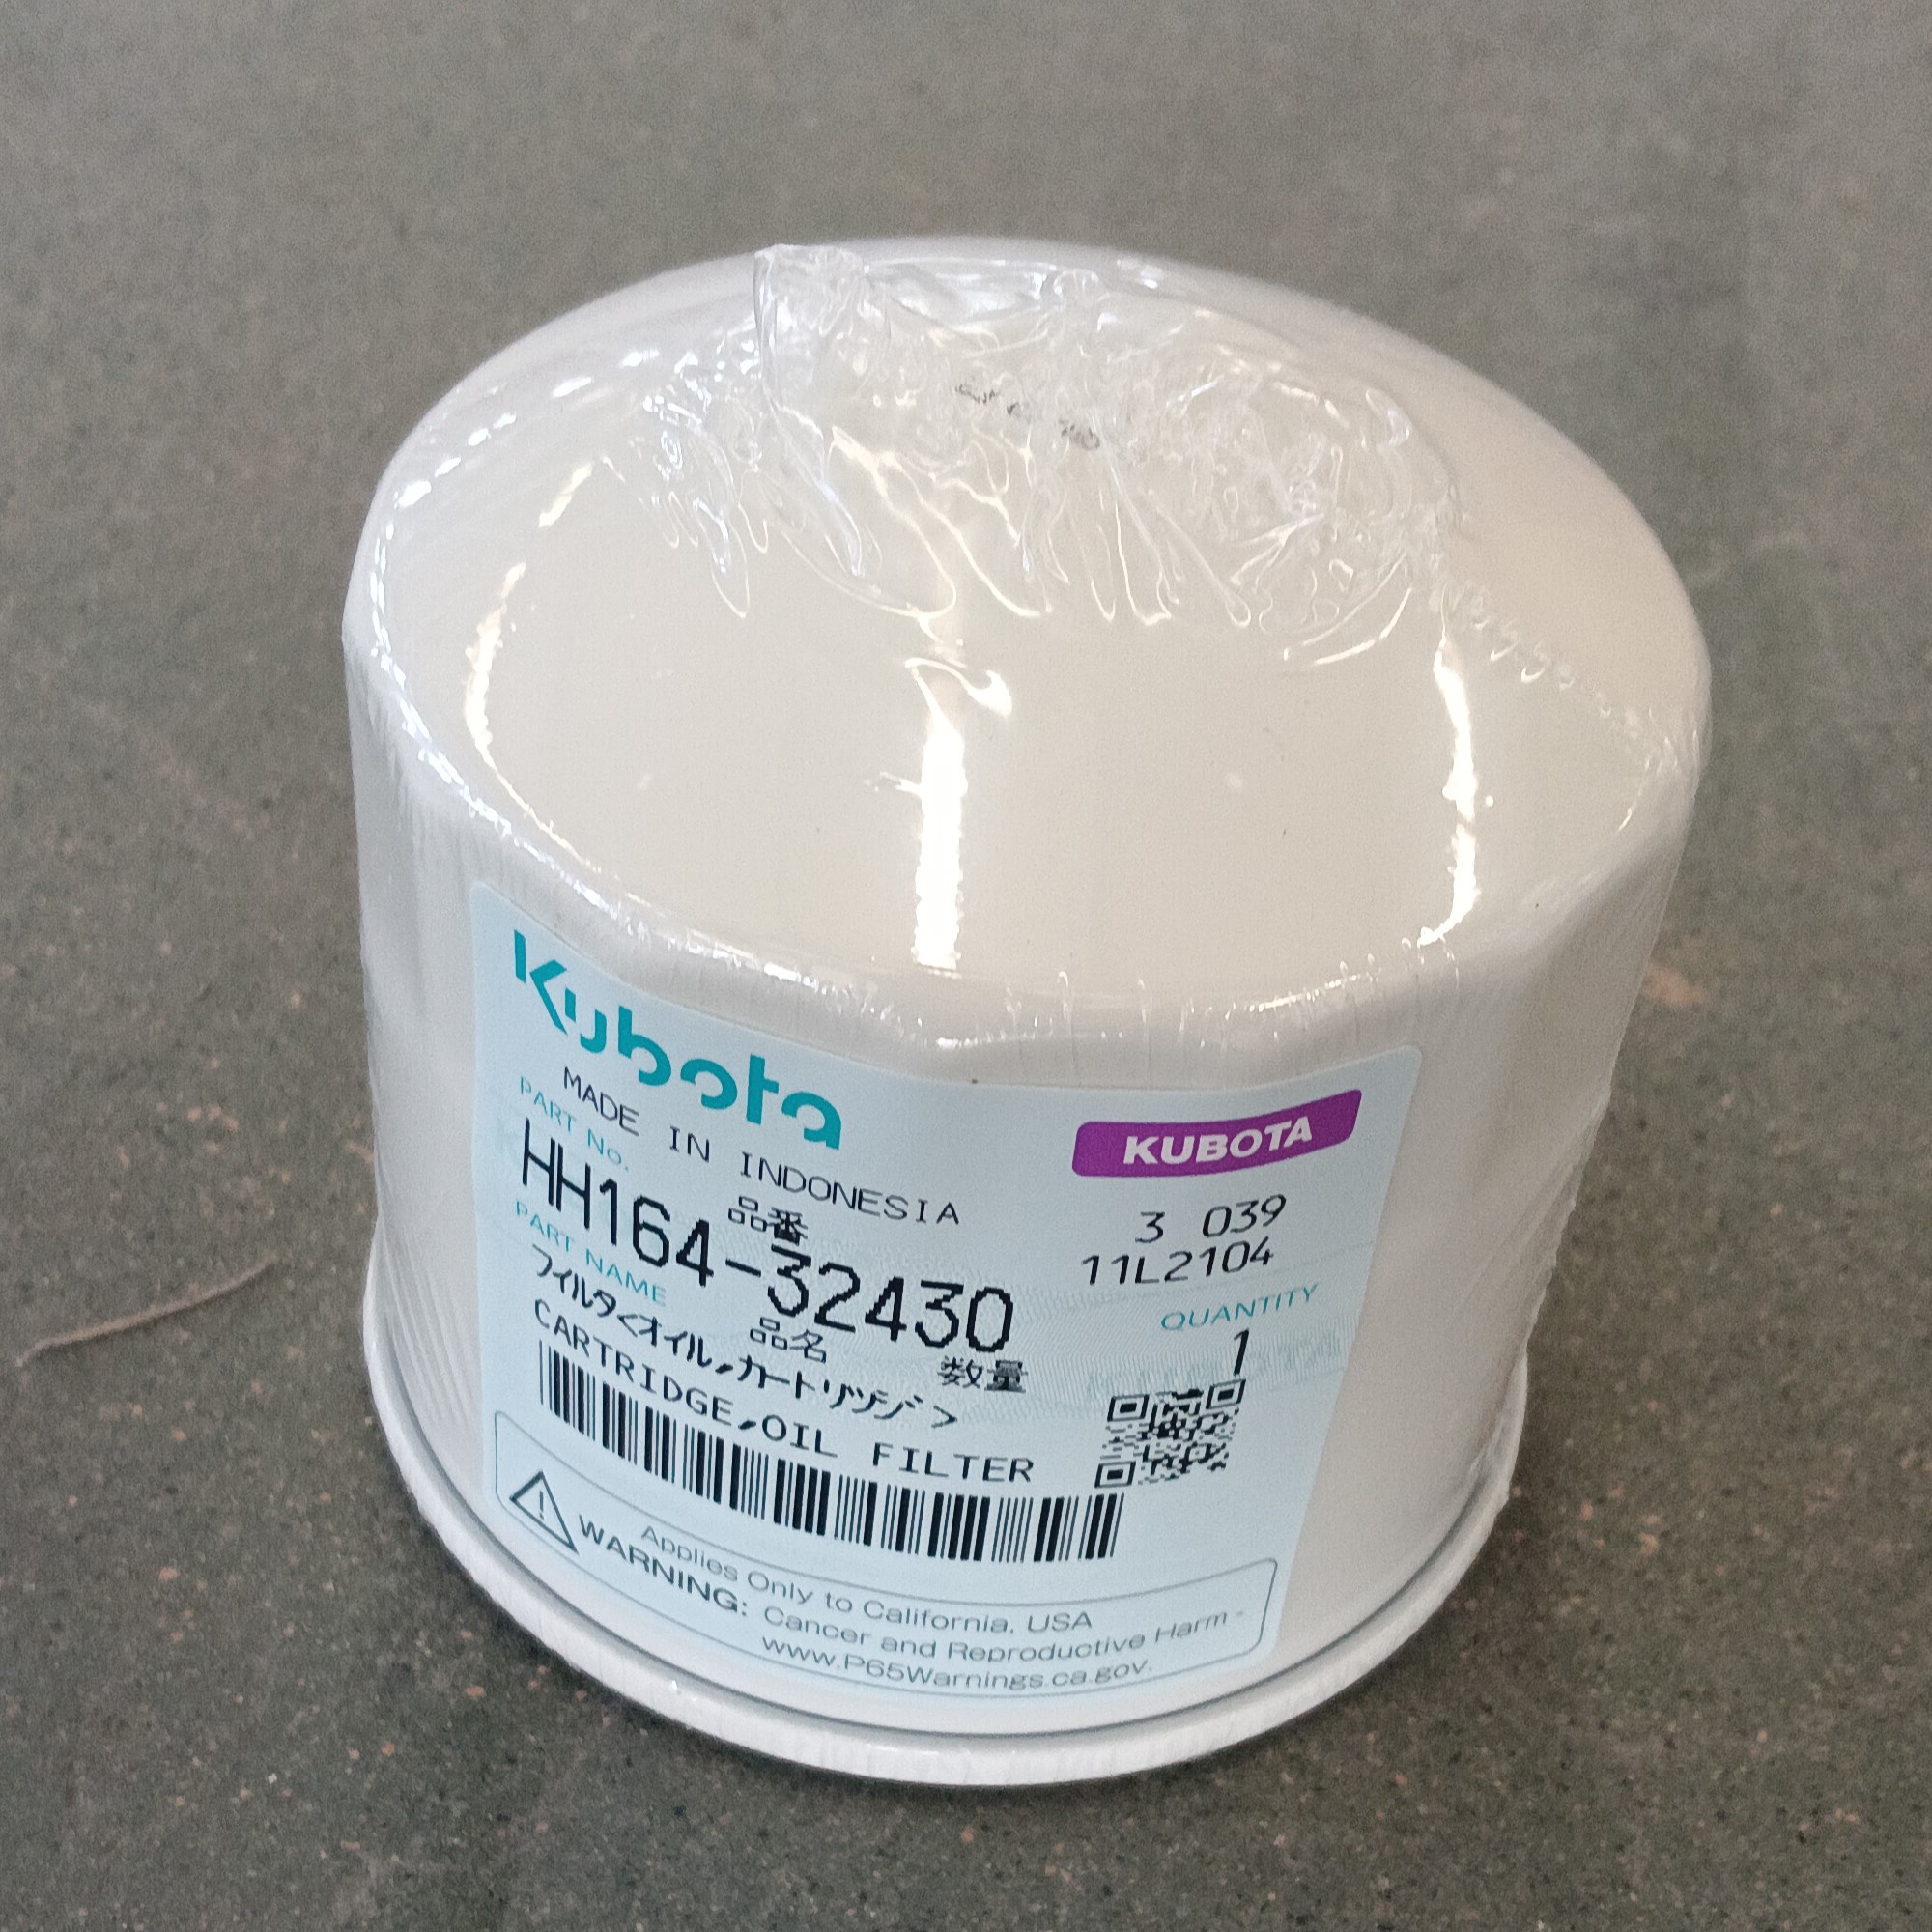 Kubota
KUBOTA
MADE IN INDONESIA
PART No.
品番
HH164-32430
3 039
11L2104
PART NAME
品名
フィルタ<オイル,カートリッジ>
数量
QUANTITY
1
CARTRIDGE,OIL FILTER
Applies Only to California, USA
WARNING: Cancer and Reproductive Harm -
www.P65Warnings.ca.gov.